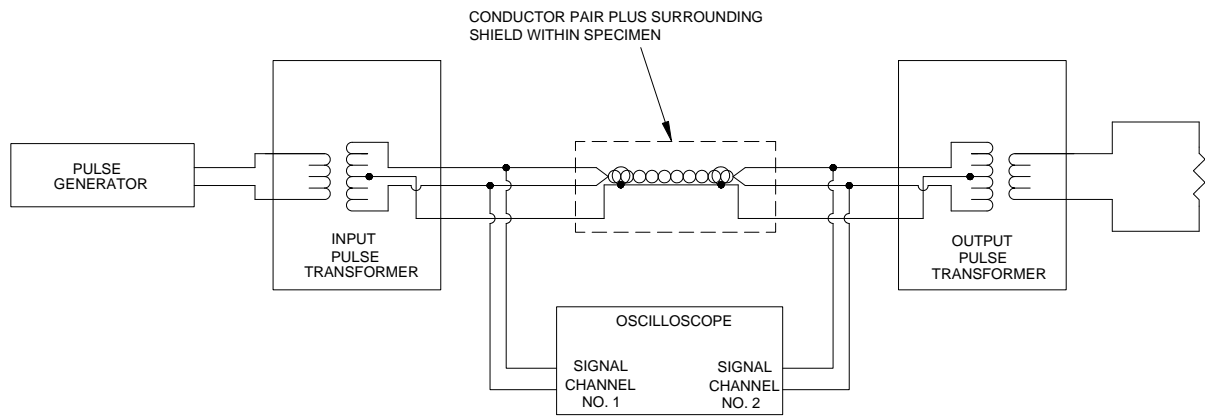 CONDUCTOR PAIR PLUS SURROUNDING
SHIELD WITHIN SPECIMEN
PULSE
GENERATOR
INPUT
PULSE
TRANSFORMER
OUTPUT
PULSE
TRANSFORMER
OSCILLOSCOPE
SIGNAL
CHANNEL
NO. 1
SIGNAL
CHANNEL
NO. 2